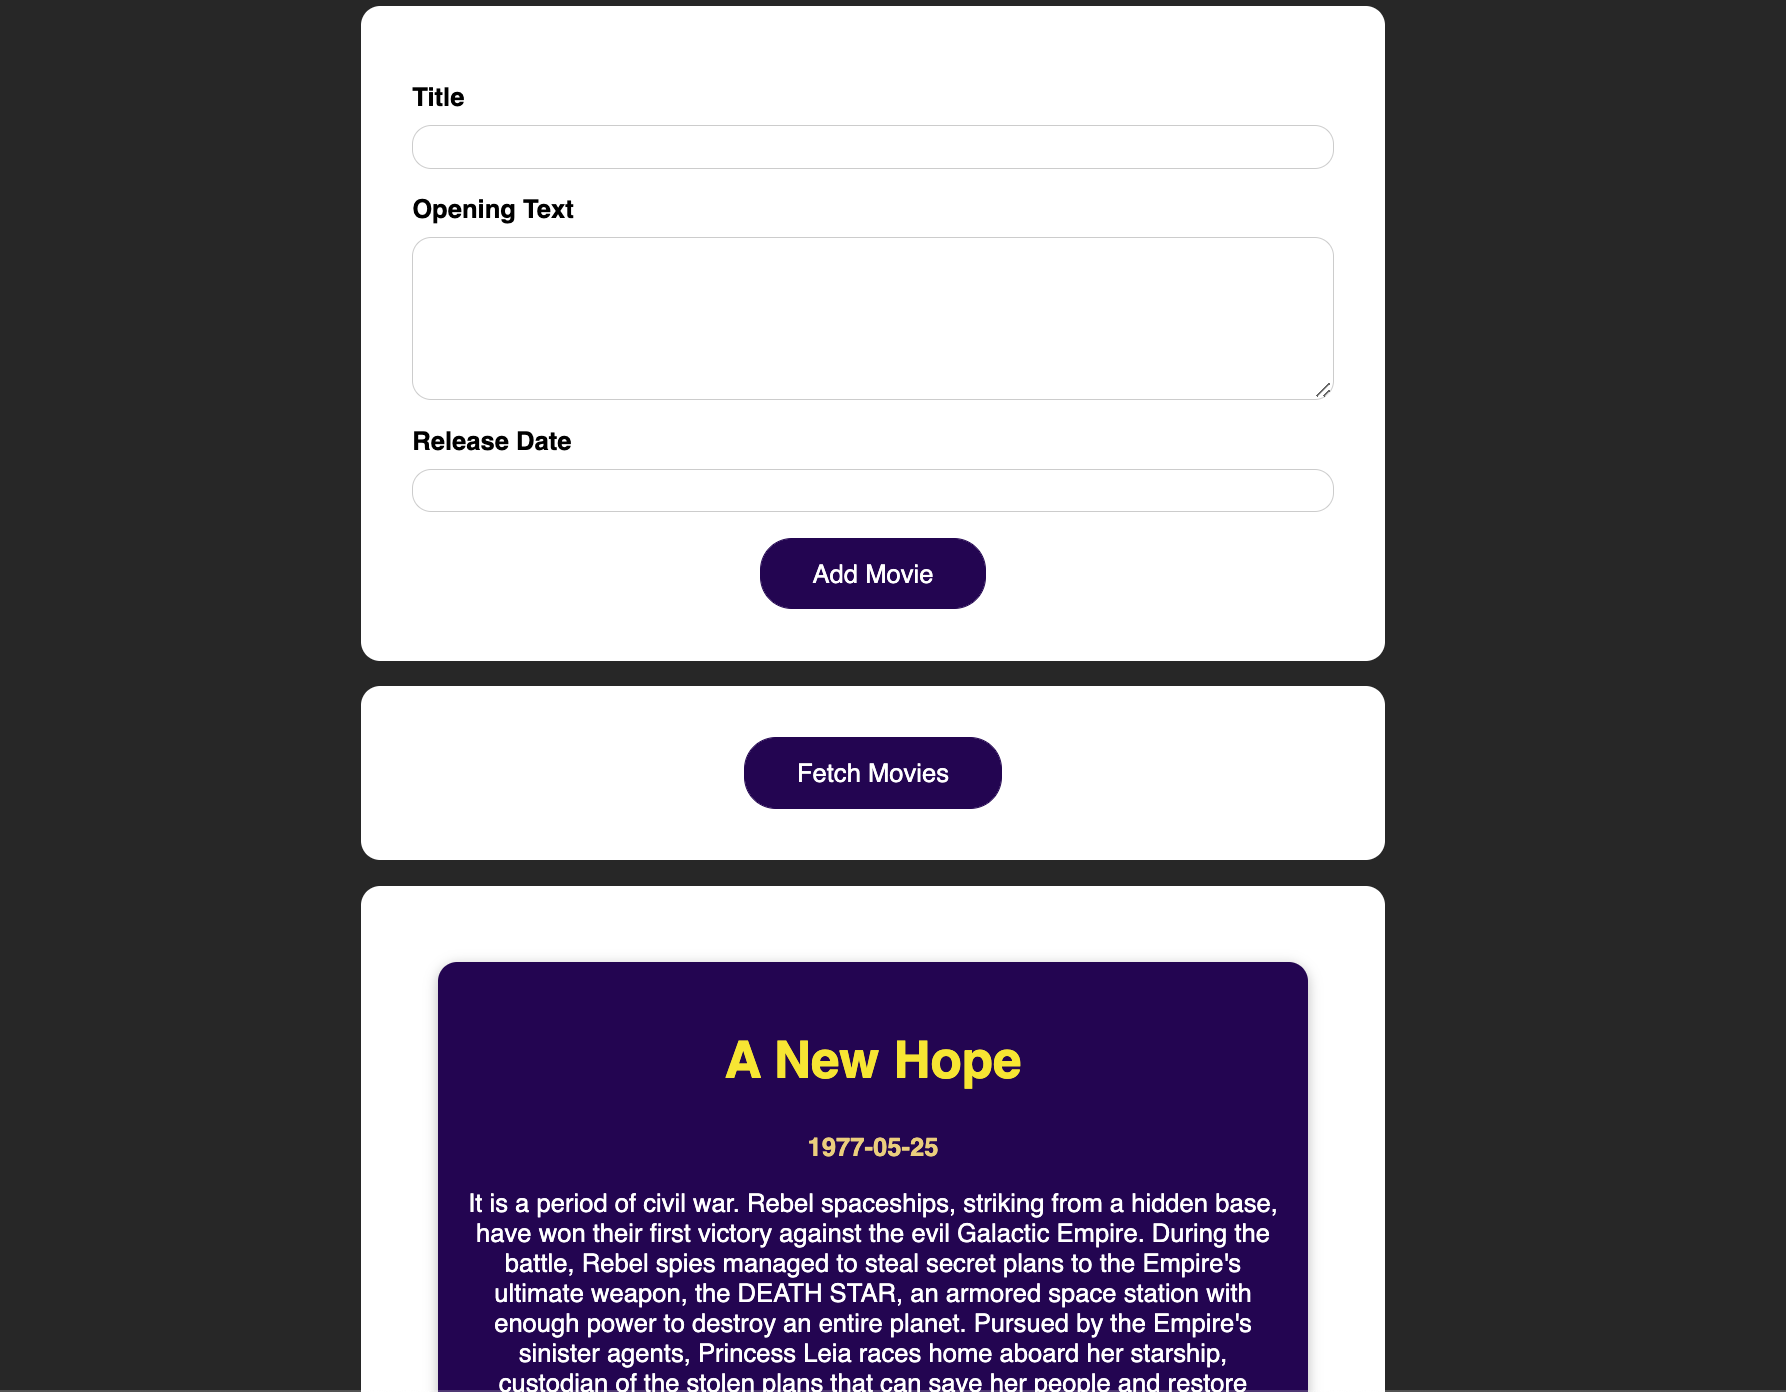 Title
Opening Text
Release Date
Add Movie
Fetch Movies
A New Hope
1977-05-25
It is a period of civil war. Rebel spaceships, striking from a hidden base,
have won their first victory against the evil Galactic Empire. During the
battle, Rebel spies managed to steal secret plans to the Empire's
ultimate weapon, the DEATH STAR, an armored space station with
enough power to destroy an entire planet. Pursued by the Empire's
sinister agents, Princess Leia races home aboard her starship,
custodian of the stolen plans that can save her people and restore